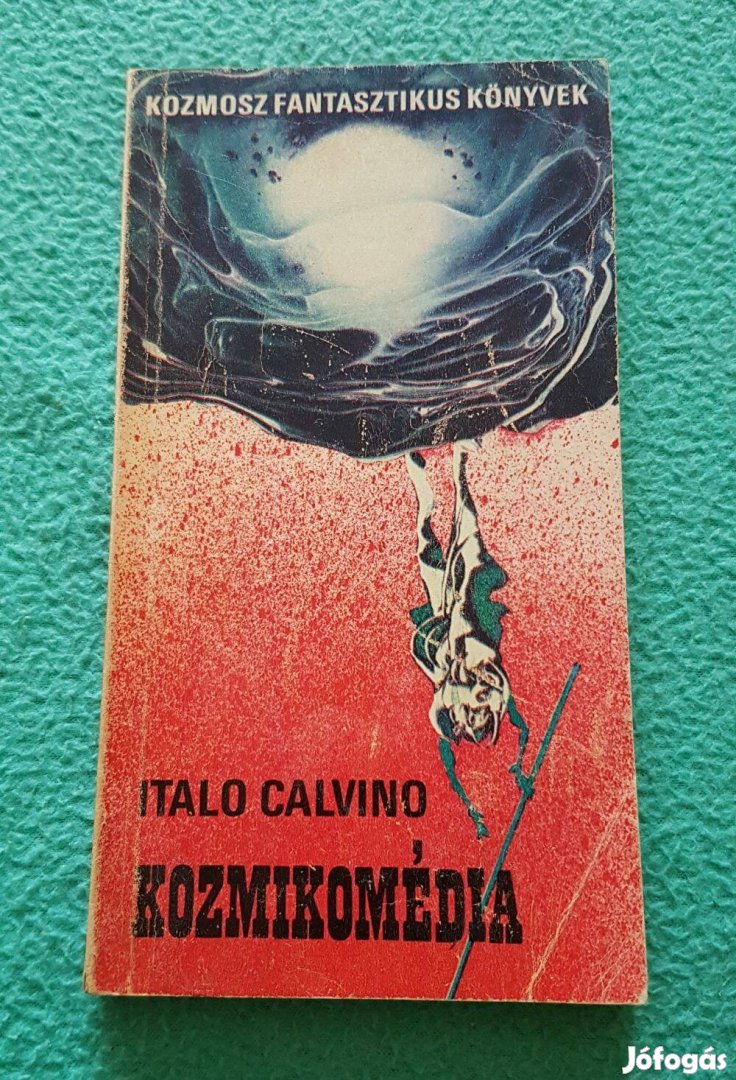 KOZMOSZ FANTASZTIKUS KÖNYVEK
ITALO CALVINO
KOZMIKOMÉDIA
Jófogás